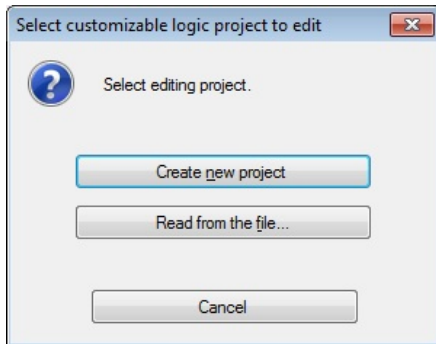 Select customizable logic project to edit
Select editing project.
Create new project
Read from the file...
Cancel